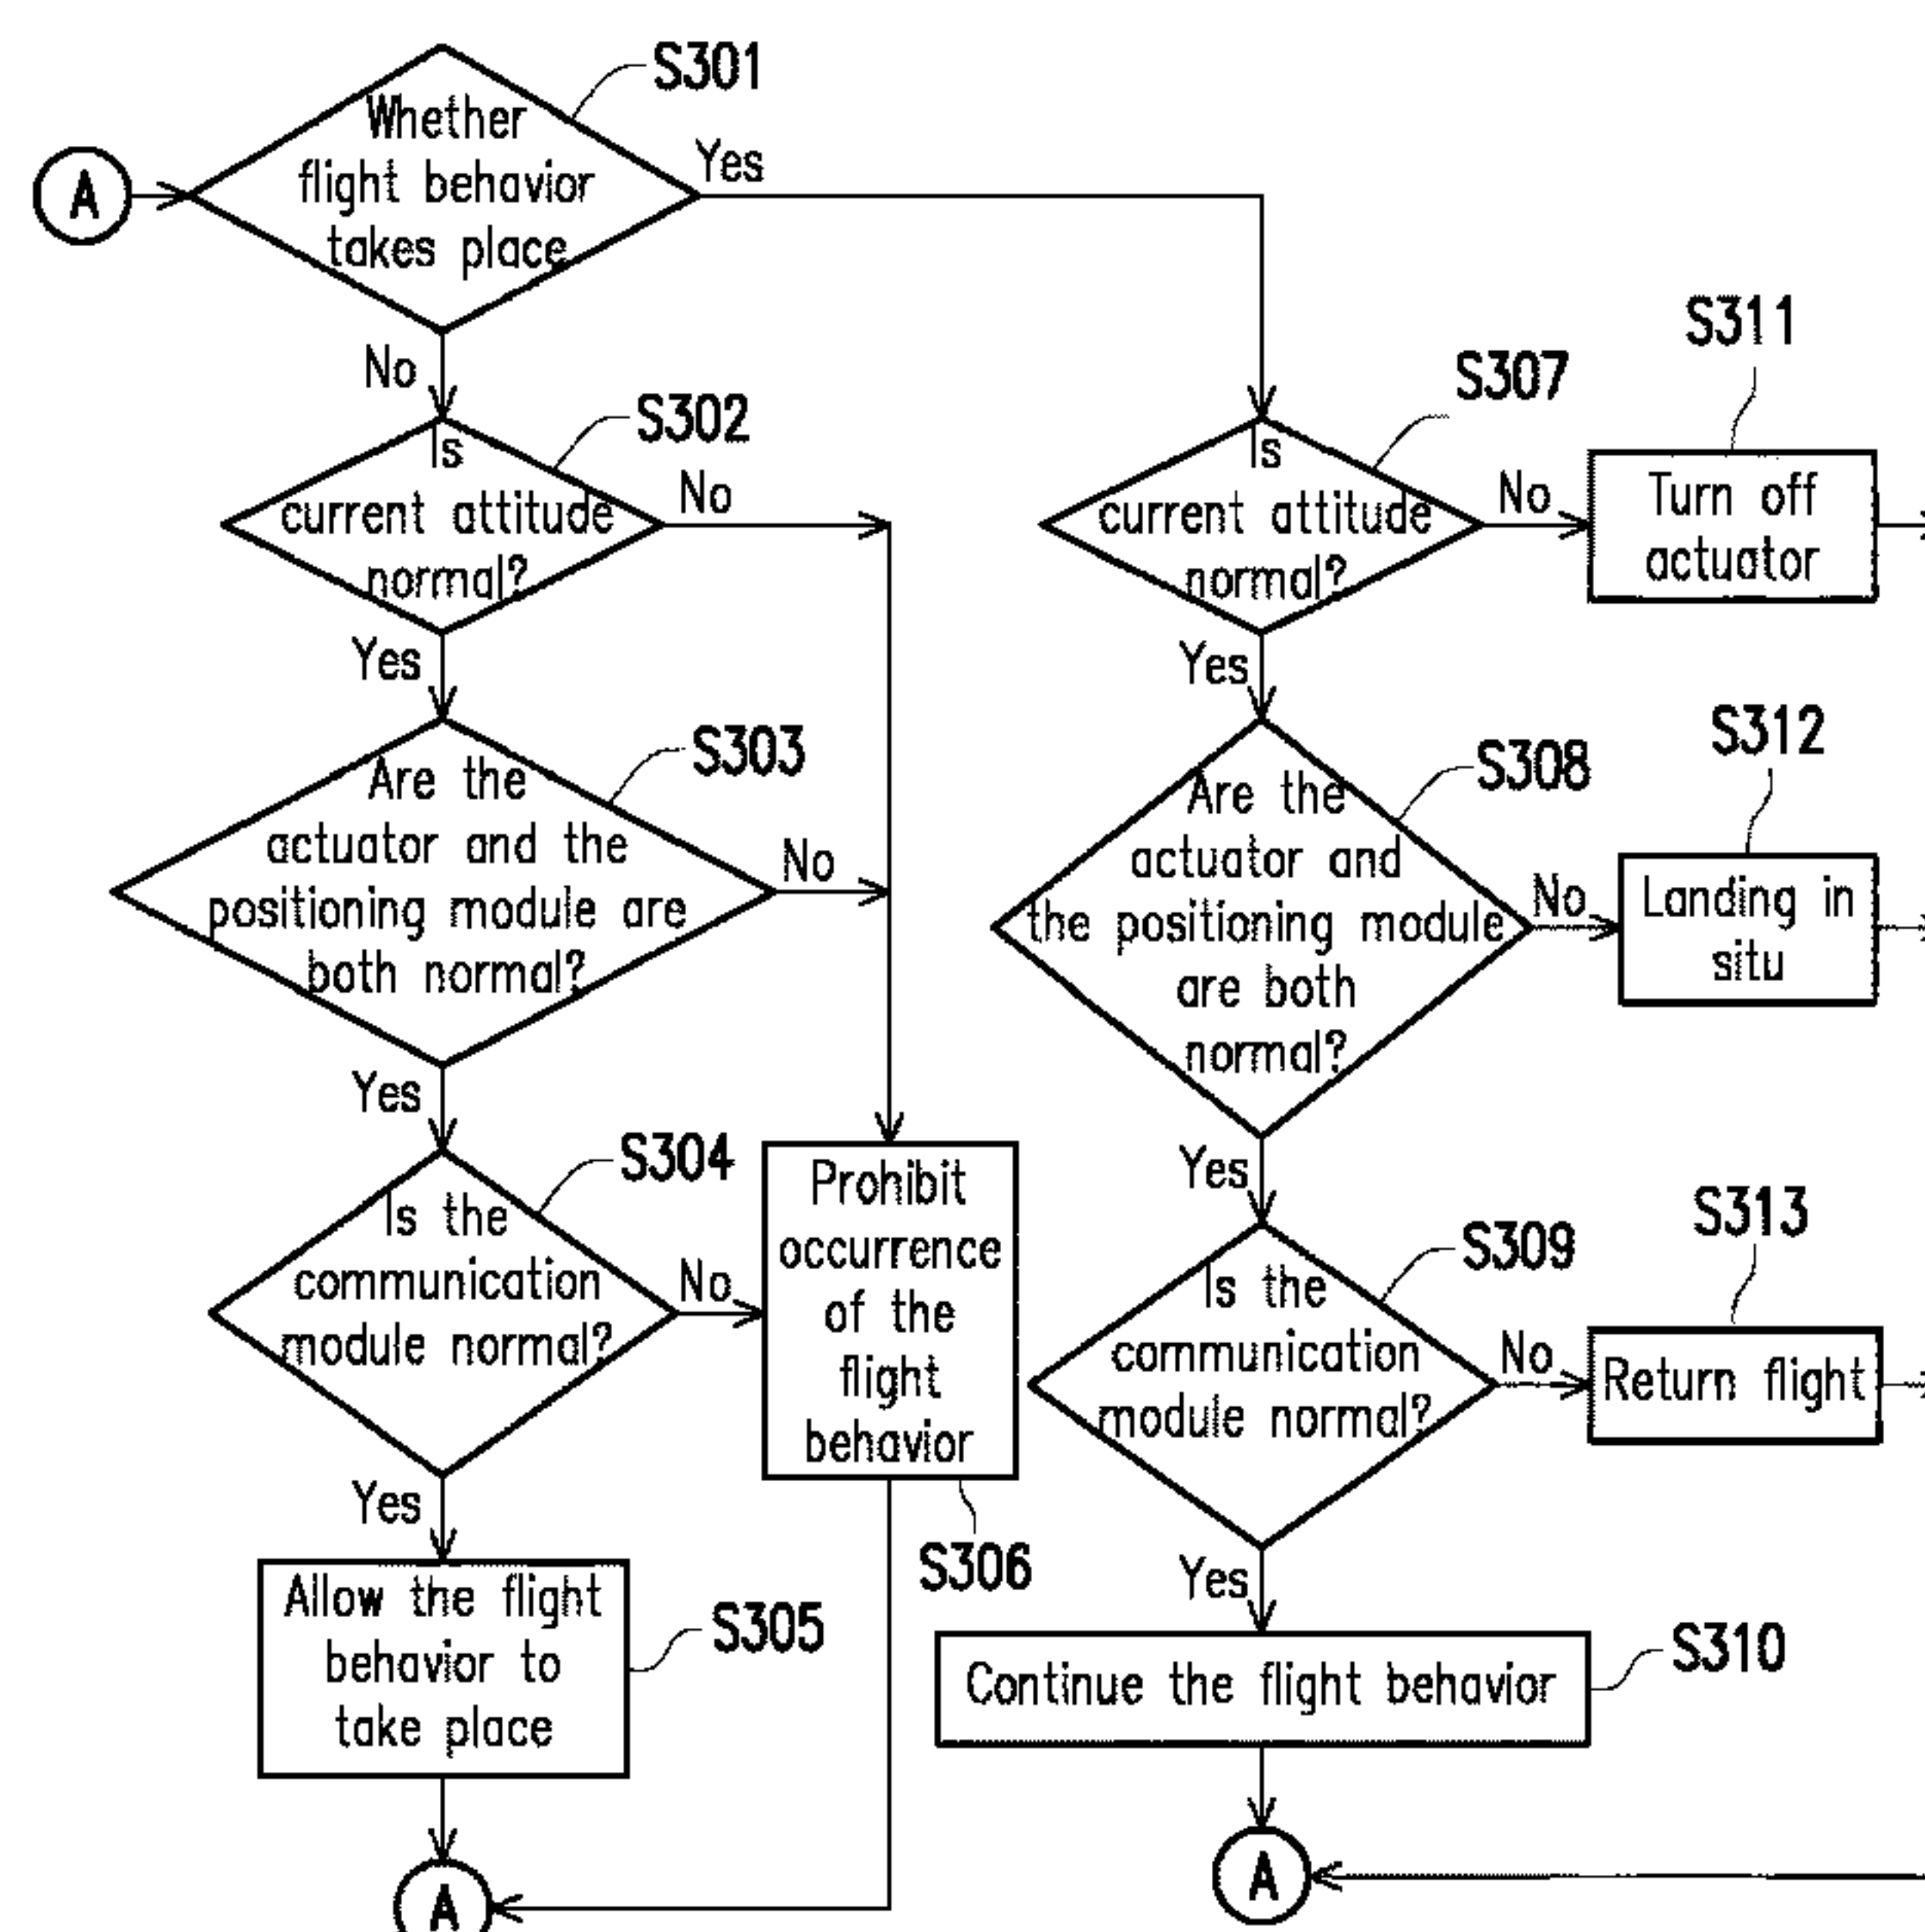 S301
Whether
flight behavior
takes place
A
Yes
No
S302
Is
current attitude
normal?
No
Yes
S303
Are the
actuator and the
positioning module are
both normal?
No
Yes
S304
Is the
communication
module normal?
No
Yes
Prohibit
occurrence
of the
flight
behavior
S306
Allow the flight
behavior to
take place
S305
A
S307
Is
current attitude
normal?
No
S311
Turn off
actuator
Yes
S308
Are the
actuator and
the positioning module
are both
normal?
No
S312
Landing in
situ
Yes
S309
Is the
communication
module normal?
No
S313
Return flight
Yes
S310
Continue the flight behavior
A